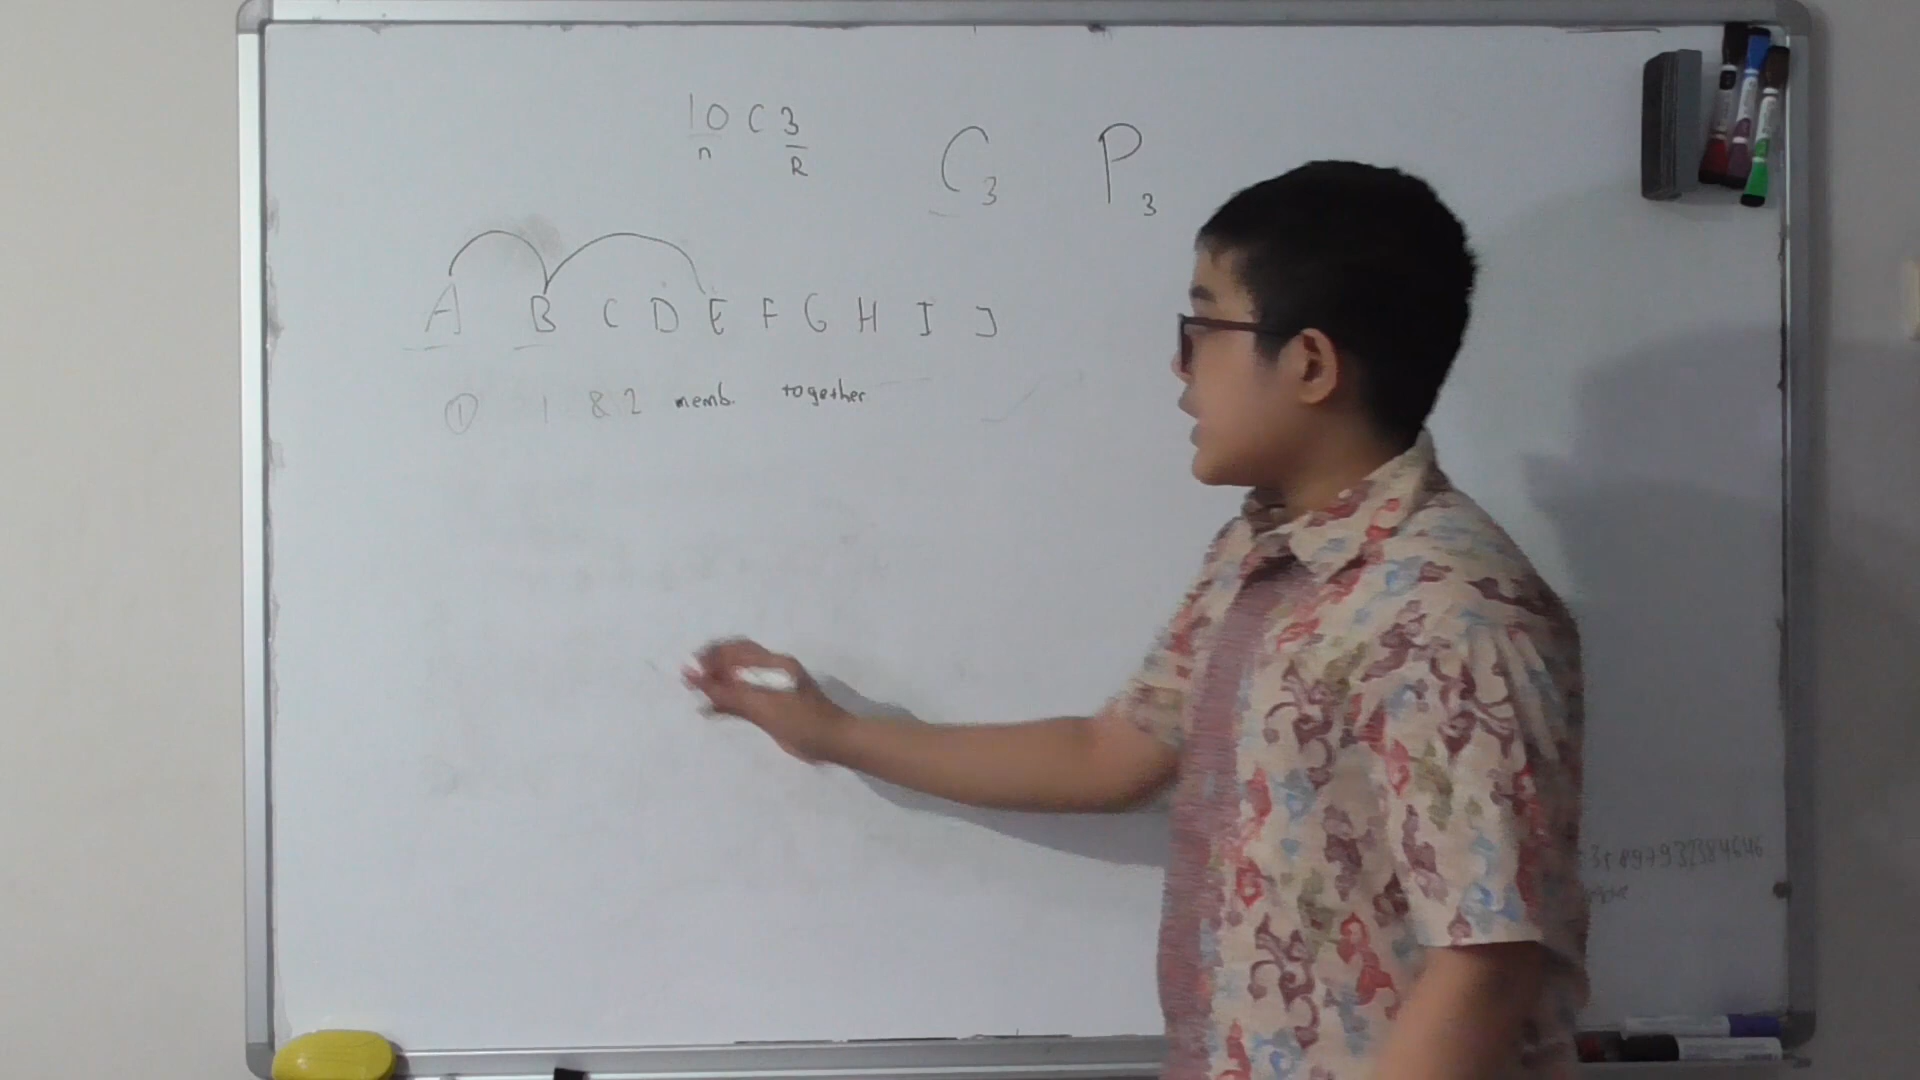 10 C 3
n R
C3 P3
A B C D E F G H I J
① 1 & 2 memb. together